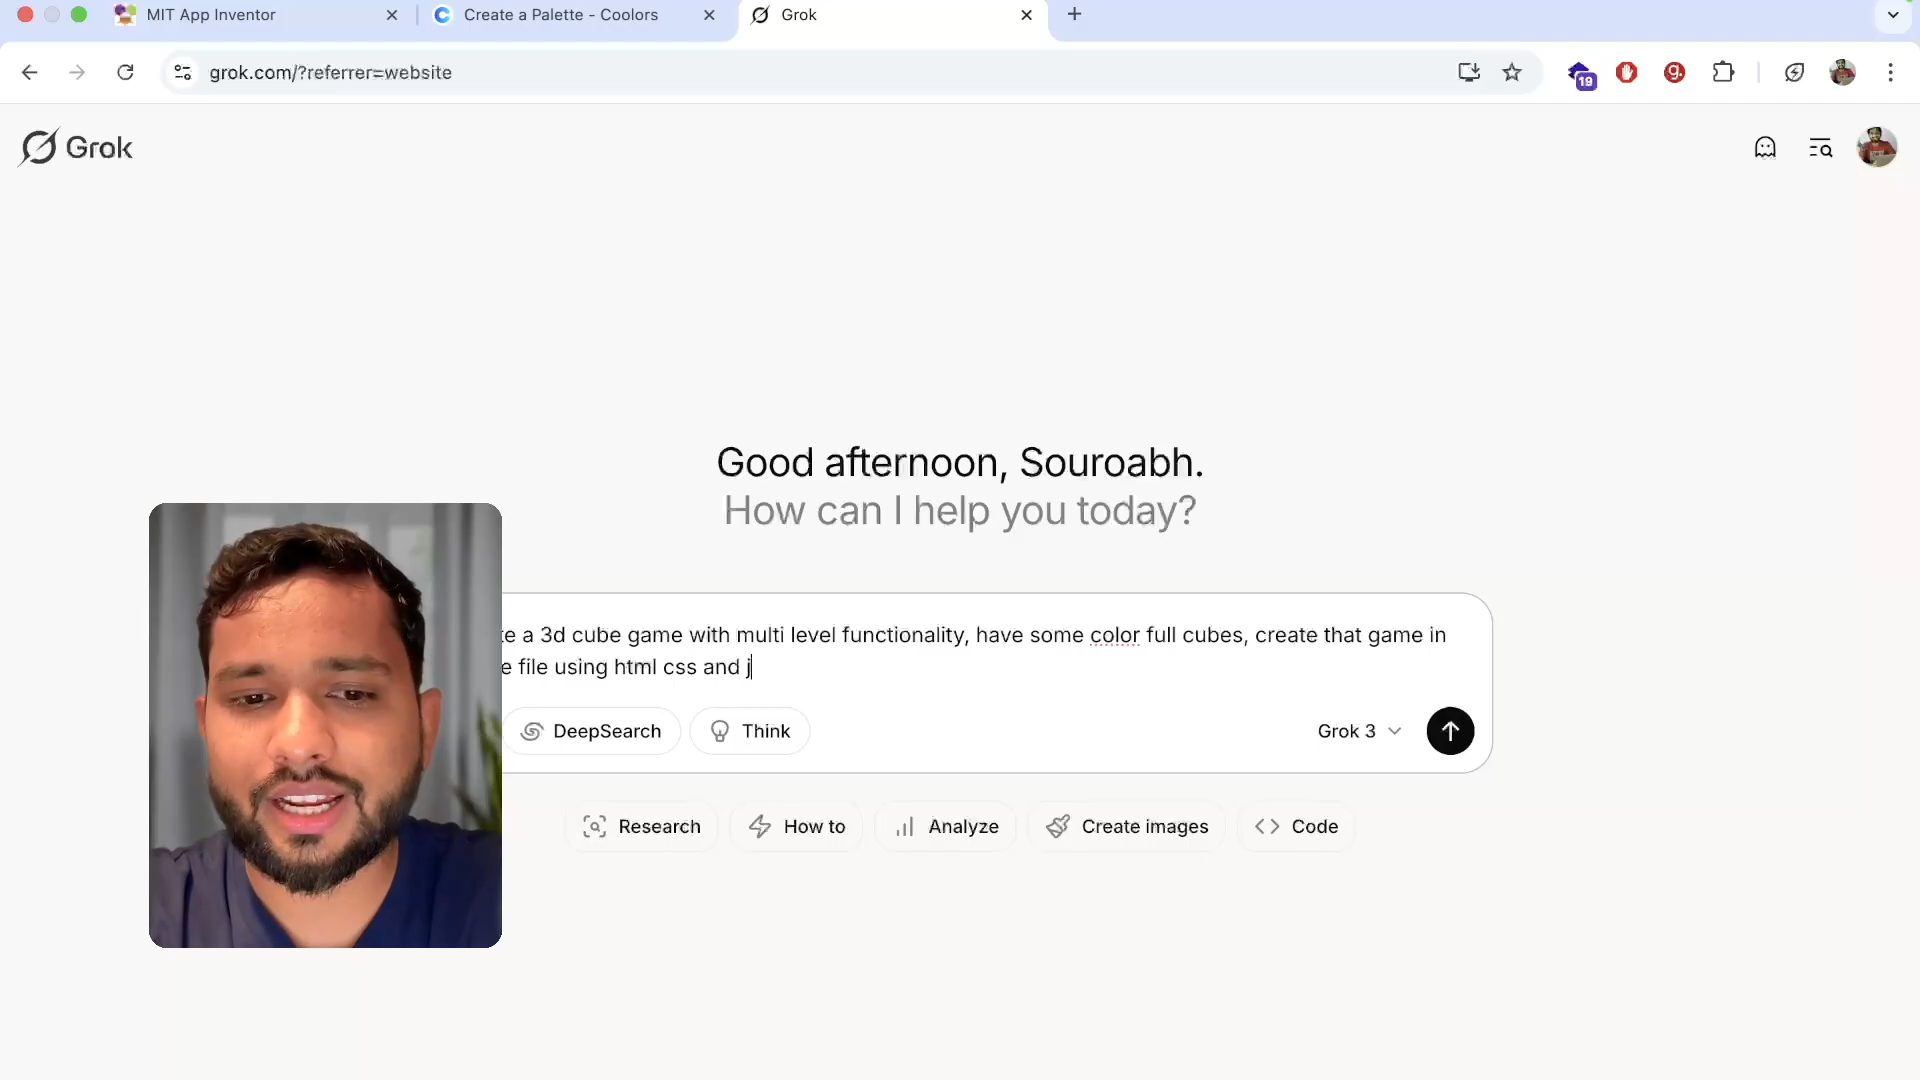 MIT App Inventor
Create a Palette - Coolors
Grok
grok.com/?referrer=website
19
g.
Grok
Good afternoon, Souroabh.
How can I help you today?
te a 3d cube game with multi level functionality, have some color full cubes, create that game in
e file using html css and j
DeepSearch
Think
Grok 3
Research
How to
Analyze
Create images
Code